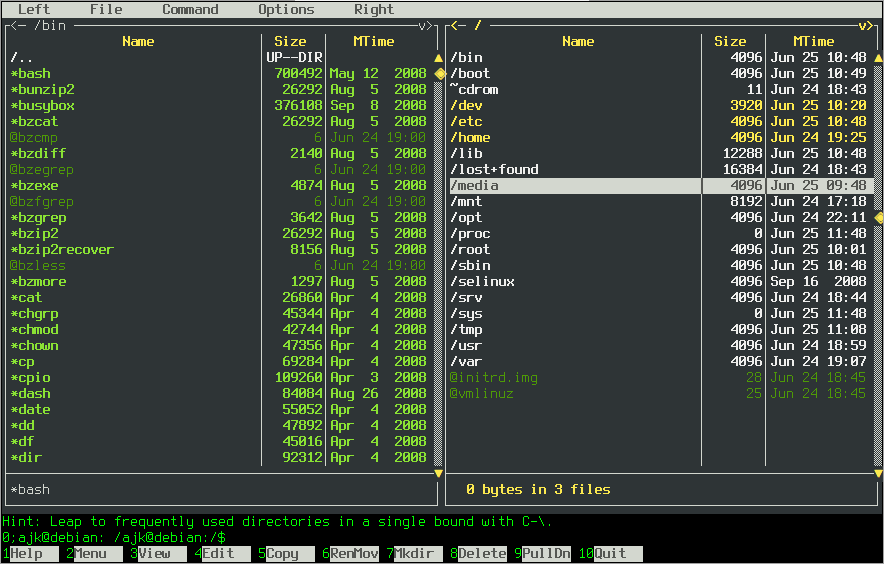 Left File Command Options Right
<– /bin v>
Name Size MTime
/.. UP--DIR
*bash 700492 May 12 2008
*bunzip2 26292 Aug 5 2008
*busybox 376108 Sep 8 2008
*bzcat 26292 Aug 5 2008
@bzcmp 6 Jun 24 19:00
*bzdiff 2140 Aug 5 2008
@bzegrep 6 Jun 24 19:00
*bzexe 4874 Aug 5 2008
@bzfgrep 6 Jun 24 19:00
*bzgrep 3642 Aug 5 2008
*bzip2 26292 Aug 5 2008
*bzip2recover 8156 Aug 5 2008
@bzless 6 Jun 24 19:00
*bzmore 1297 Aug 5 2008
*cat 26860 Apr 4 2008
*chgrp 45344 Apr 4 2008
*chmod 42744 Apr 4 2008
*chown 47356 Apr 4 2008
*cp 69284 Apr 4 2008
*cpio 109260 Apr 3 2008
*dash 84084 Aug 26 2008
*date 55052 Apr 4 2008
*dd 47892 Apr 4 2008
*df 45016 Apr 4 2008
*dir 92312 Apr 4 2008
*bash
<– / v>
Name Size MTime
/bin 4096 Jun 25 10:48
/boot 4096 Jun 25 10:49
~cdrom 11 Jun 24 18:43
/dev 3920 Jun 25 10:20
/etc 4096 Jun 25 10:48
/home 4096 Jun 24 19:25
/lib 12288 Jun 25 10:48
/lost+found 16384 Jun 24 18:43
/media 4096 Jun 25 09:48
/mnt 8192 Jun 24 17:18
/opt 4096 Jun 24 22:11
/proc 0 Jun 25 11:48
/root 4096 Jun 25 10:01
/sbin 4096 Jun 25 10:48
/selinux 4096 Sep 16 2008
/srv 4096 Jun 24 18:44
/sys 0 Jun 25 11:48
/tmp 4096 Jun 25 11:08
/usr 4096 Jun 24 18:59
/var 4096 Jun 24 19:07
@initrd.img 28 Jun 24 18:45
@vmlinuz 25 Jun 24 18:45
0 bytes in 3 files
Hint: Leap to frequently used directories in a single bound with C-\.
0;ajk@debian: /ajk@debian:/$
1Help 2Menu 3View 4Edit 5Copy 6RenMov 7Mkdir 8Delete 9PullDn 10Quit